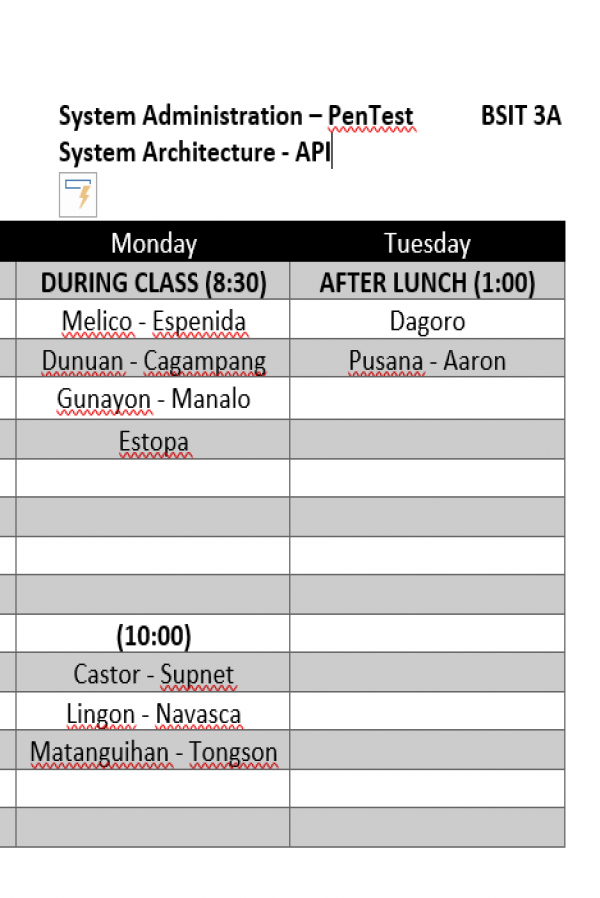 System Administration – PenTest BSIT 3A
System Architecture - API
Monday Tuesday
DURING CLASS (8:30) AFTER LUNCH (1:00)
Melico - Espenida Dagoro
Dunuan - Cagampang Pusana - Aaron
Gunayon - Manalo
Estopa
(10:00)
Castor - Supnet
Lingon - Navasca
Matanguihan - Tongson